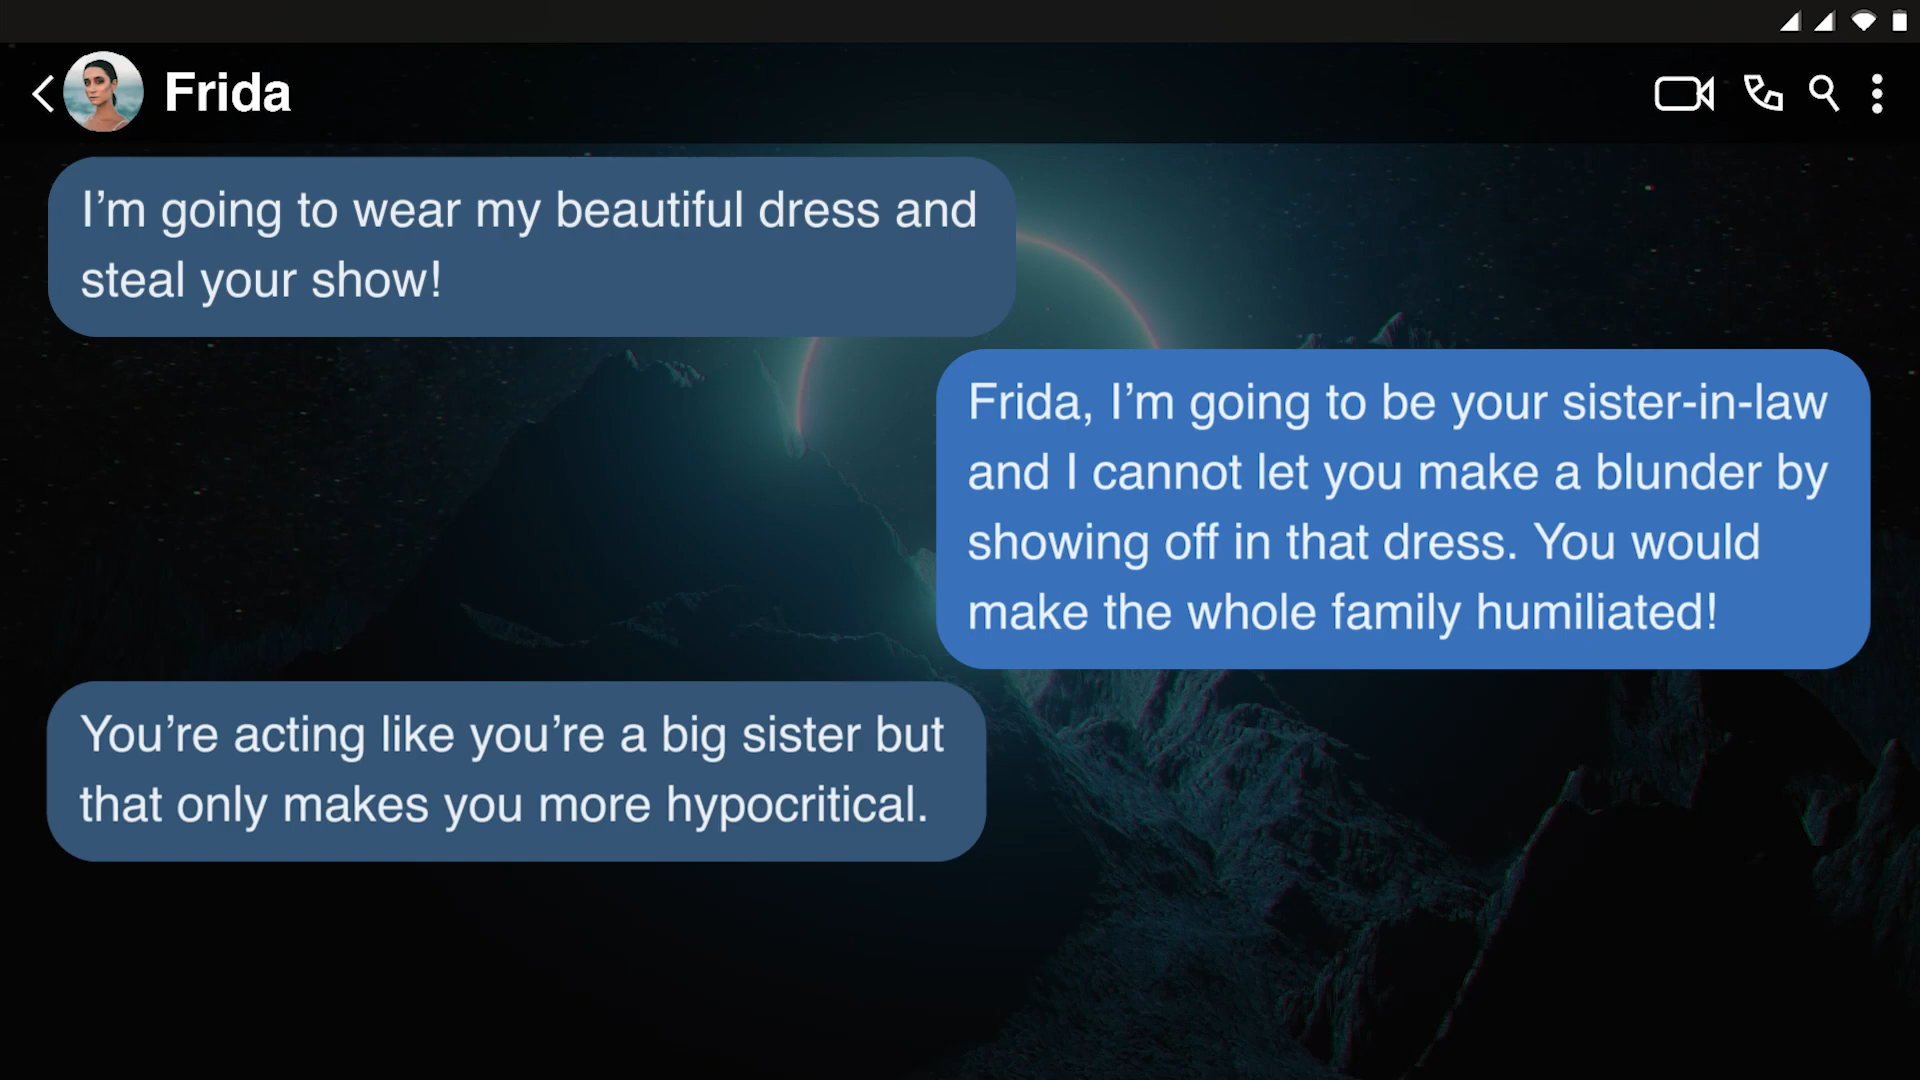 Frida
I’m going to wear my beautiful dress and
steal your show!
Frida, I’m going to be your sister-in-law
and I cannot let you make a blunder by
showing off in that dress. You would
make the whole family humiliated!
You’re acting like you’re a big sister but
that only makes you more hypocritical.